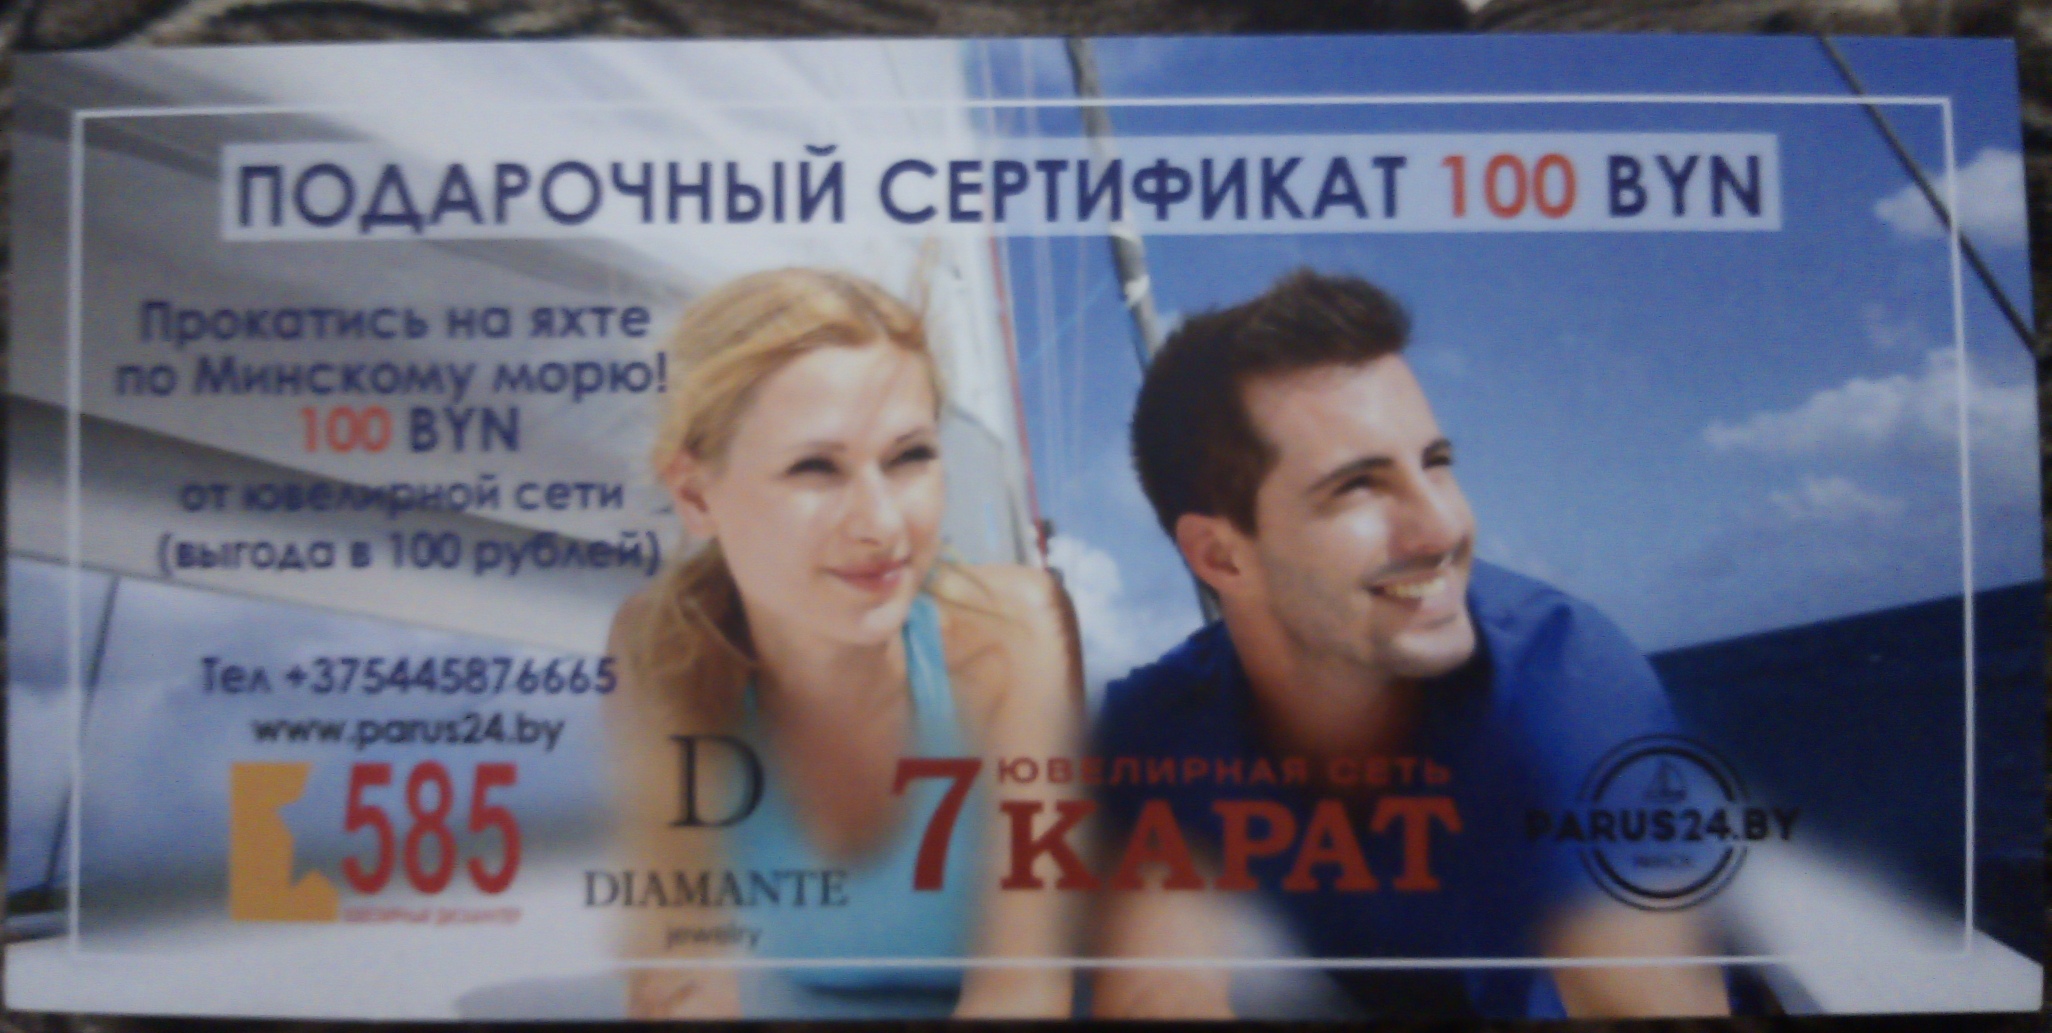 ПОДАРОЧНЫЙ СЕРТИФИКАТ 100 BYN
Прокатись на яхте
по Минскому морю!
100 BYN
от ювелирной сети
(выгода в 100 рублей)
Тел +375445876665
www.parus24.by
585
D
DIAMANTE
jewelry
7 ЮВЕЛИРНАЯ СЕТЬ
КАРАТ
PARUS24.BY